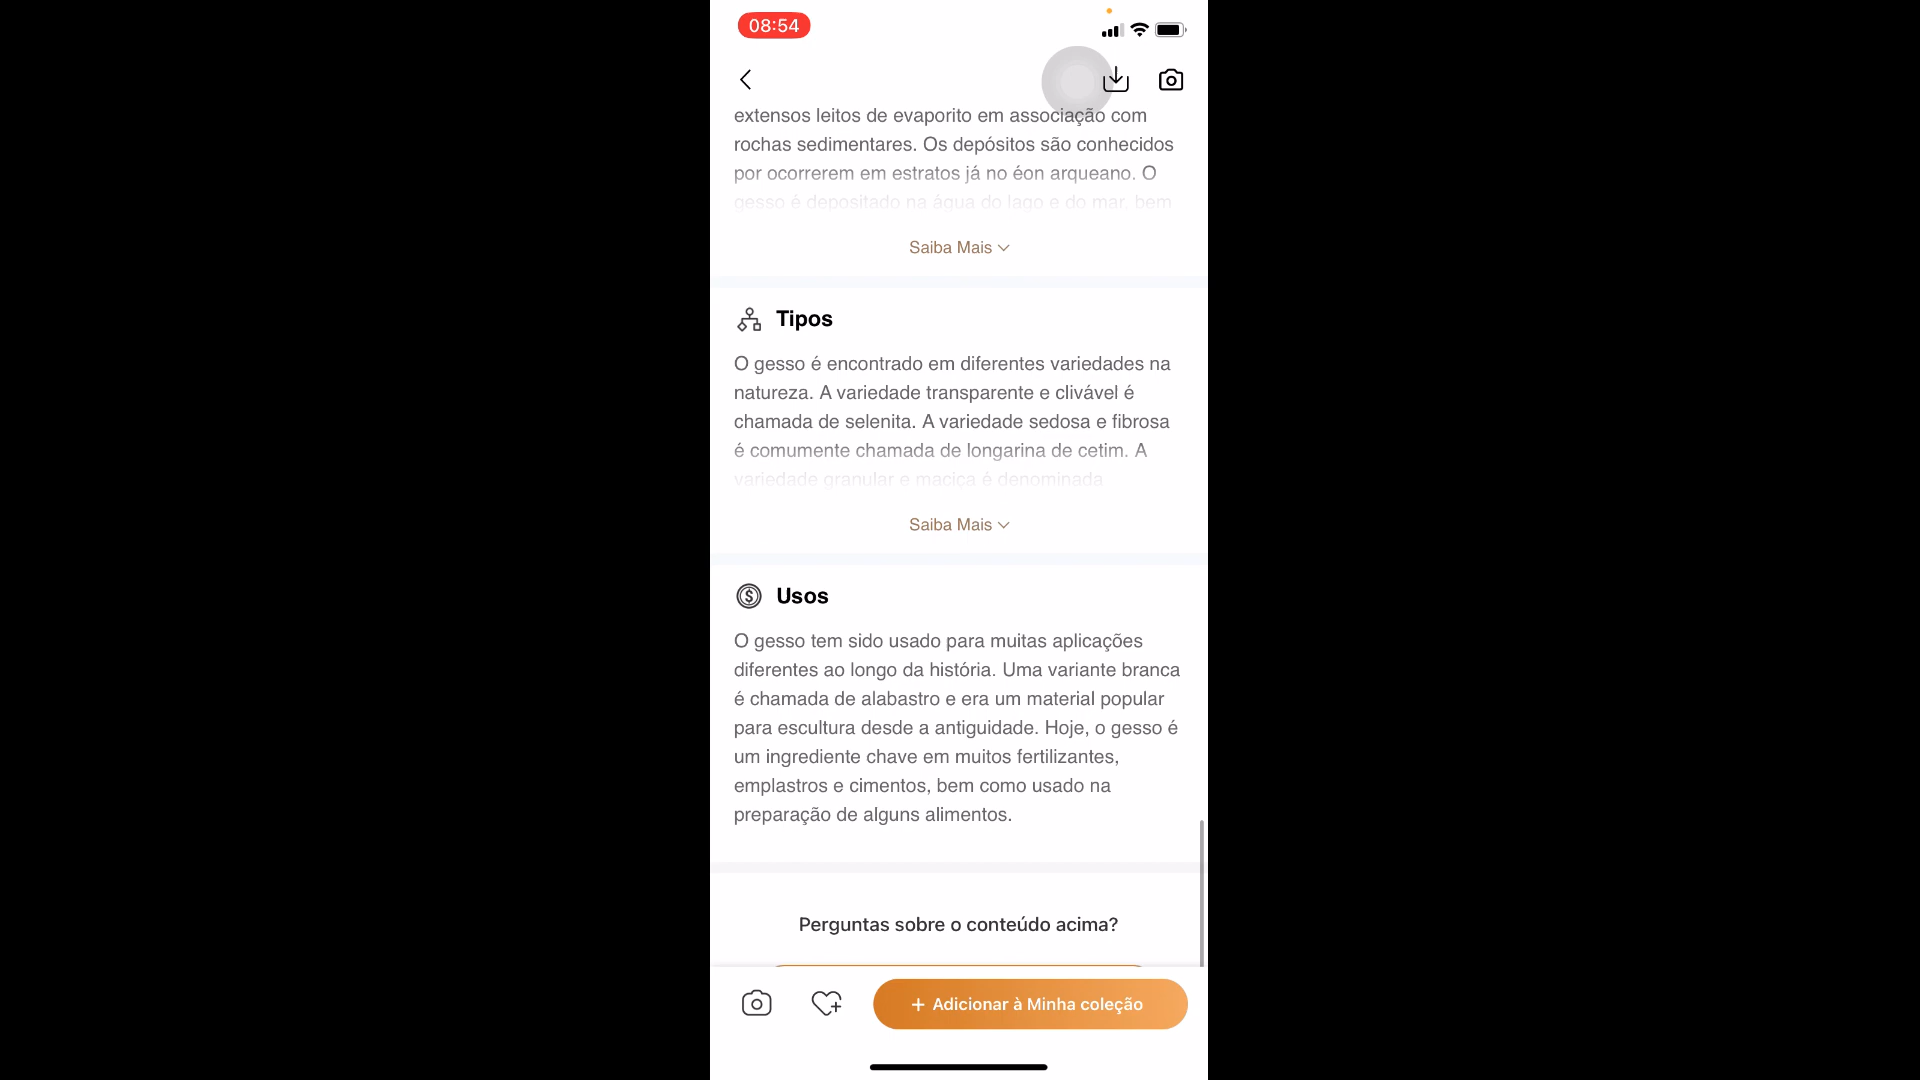 08:54
extensos leitos de evaporito em associação com
rochas sedimentares. Os depósitos são conhecidos
por ocorrerem em estratos já no éon arqueano. O
gesso é depositado na água do lago e do mar, bem
Saiba Mais
Tipos
O gesso é encontrado em diferentes variedades na
natureza. A variedade transparente e clivável é
chamada de selenita. A variedade sedosa e fibrosa
é comumente chamada de longarina de cetim. A
variedade granular e maciça é denominada
Saiba Mais
Usos
O gesso tem sido usado para muitas aplicações
diferentes ao longo da história. Uma variante branca
é chamada de alabastro e era um material popular
para escultura desde a antiguidade. Hoje, o gesso é
um ingrediente chave em muitos fertilizantes,
emplastros e cimentos, bem como usado na
preparação de alguns alimentos.
Perguntas sobre o conteúdo acima?
+ Adicionar à Minha coleção